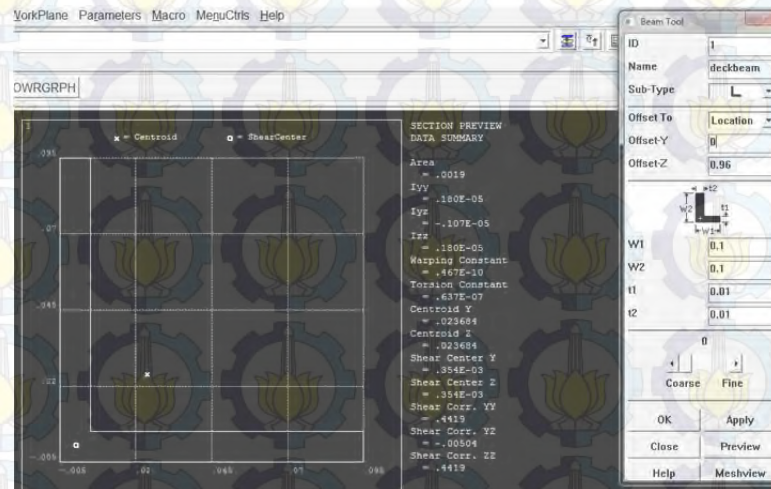 WorkPlane Parameters Macro MenuCtrls Help
OWRGRPH
1
x = Centroid
o = ShearCenter
.095
.07
.045
-.005
.02
.045
.07
.095
SECTION PREVIEW
DATA SUMMARY
Area
= .0019
Iyy
= .180E-05
Iyz
= -.107E-05
Izz
= .180E-05
Warping Constant
= .467E-10
Torsion Constant
= .637E-07
Centroid Y
= .023684
Centroid Z
= .023684
Shear Center Y
= .354E-03
Shear Center Z
= .354E-03
Shear Corr. YY
= .4419
Shear Corr. YZ
= -.00504
Shear Corr. ZZ
= .4419
Beam Tool
ID 1
Name deckbeam
Sub-Type
Offset To Location
Offset-Y 0
Offset-Z 0.96
t2
W2 t1
W1
W1 0.1
W2 0.1
t1 0.01
t2 0.01
0
Coarse Fine
OK Apply
Close Preview
Help Meshview